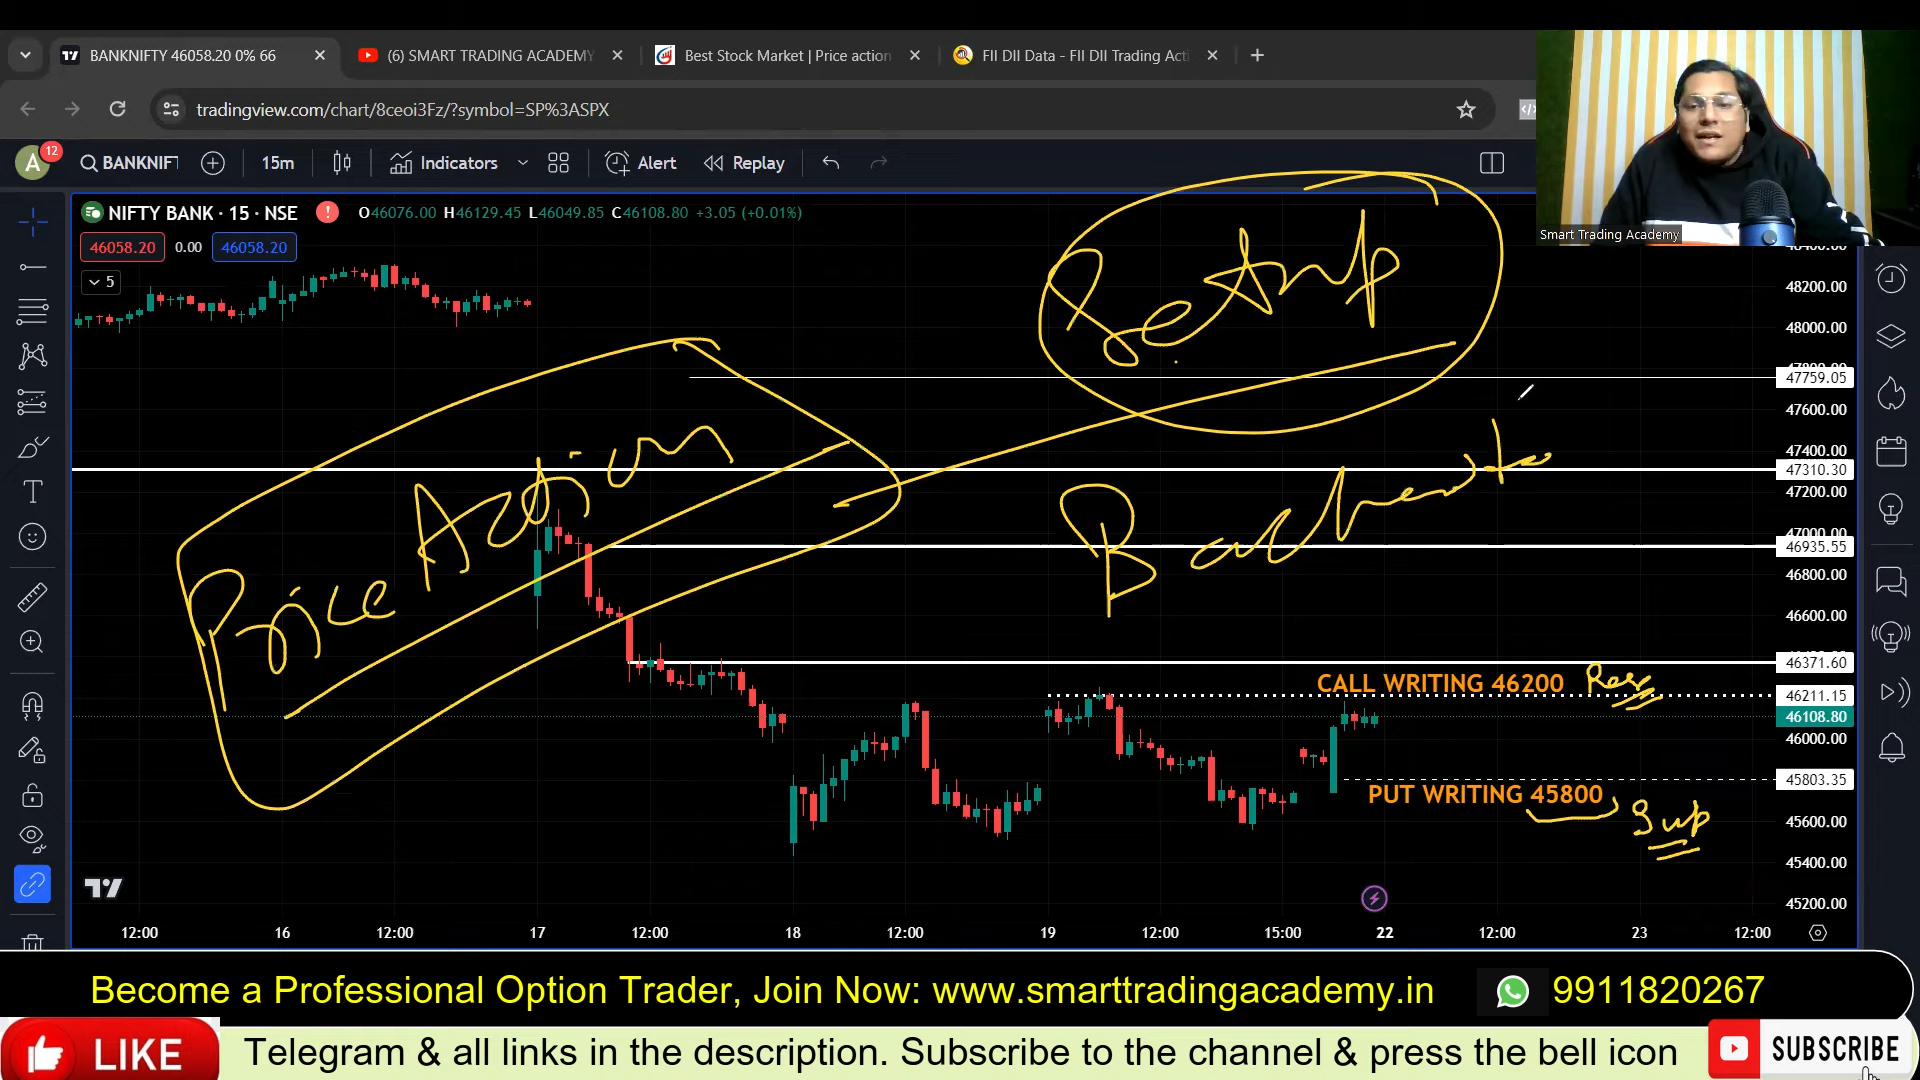 BANKNIFTY 46058.20 0% 66
(6) SMART TRADING ACADEMY
Best Stock Market | Price action
FII DII Data - FII DII Trading Acti
tradingview.com/chart/8ceoi3Fz/?symbol=SP%3ASPX
A 12
BANKNIFT
15m
Indicators
Alert
Replay
Smart Trading Academy
NIFTY BANK · 15 · NSE
O46076.00 H46129.45 L46049.85 C46108.80 +3.05 (+0.01%)
46058.20 0.00 46058.20
5
Setup
Price Action
CALL WRITING 46200
PUT WRITING 45800
Sup
48200.00
48000.00
47759.05
47600.00
47400.00
47310.30
47200.00
47000.00
46935.55
46800.00
46600.00
46371.60
46211.15
46108.80
46000.00
45803.35
45600.00
45400.00
45200.00
12:00 16 12:00 17 12:00 18 12:00 19 12:00 15:00 22 12:00 23 12:00
Become a Professional Option Trader, Join Now: www.smarttradingacademy.in 9911820267
LIKE
Telegram & all links in the description. Subscribe to the channel & press the bell icon
SUBSCRIBE